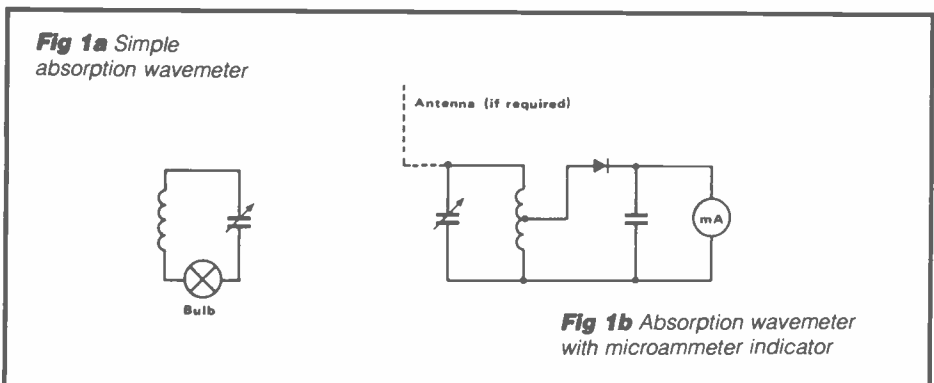 Fig 1a Simple
absorption wavemeter
Antenna (if required)
mA
Bulb
Fig 1b Absorption wavemeter
with microammeter indicator